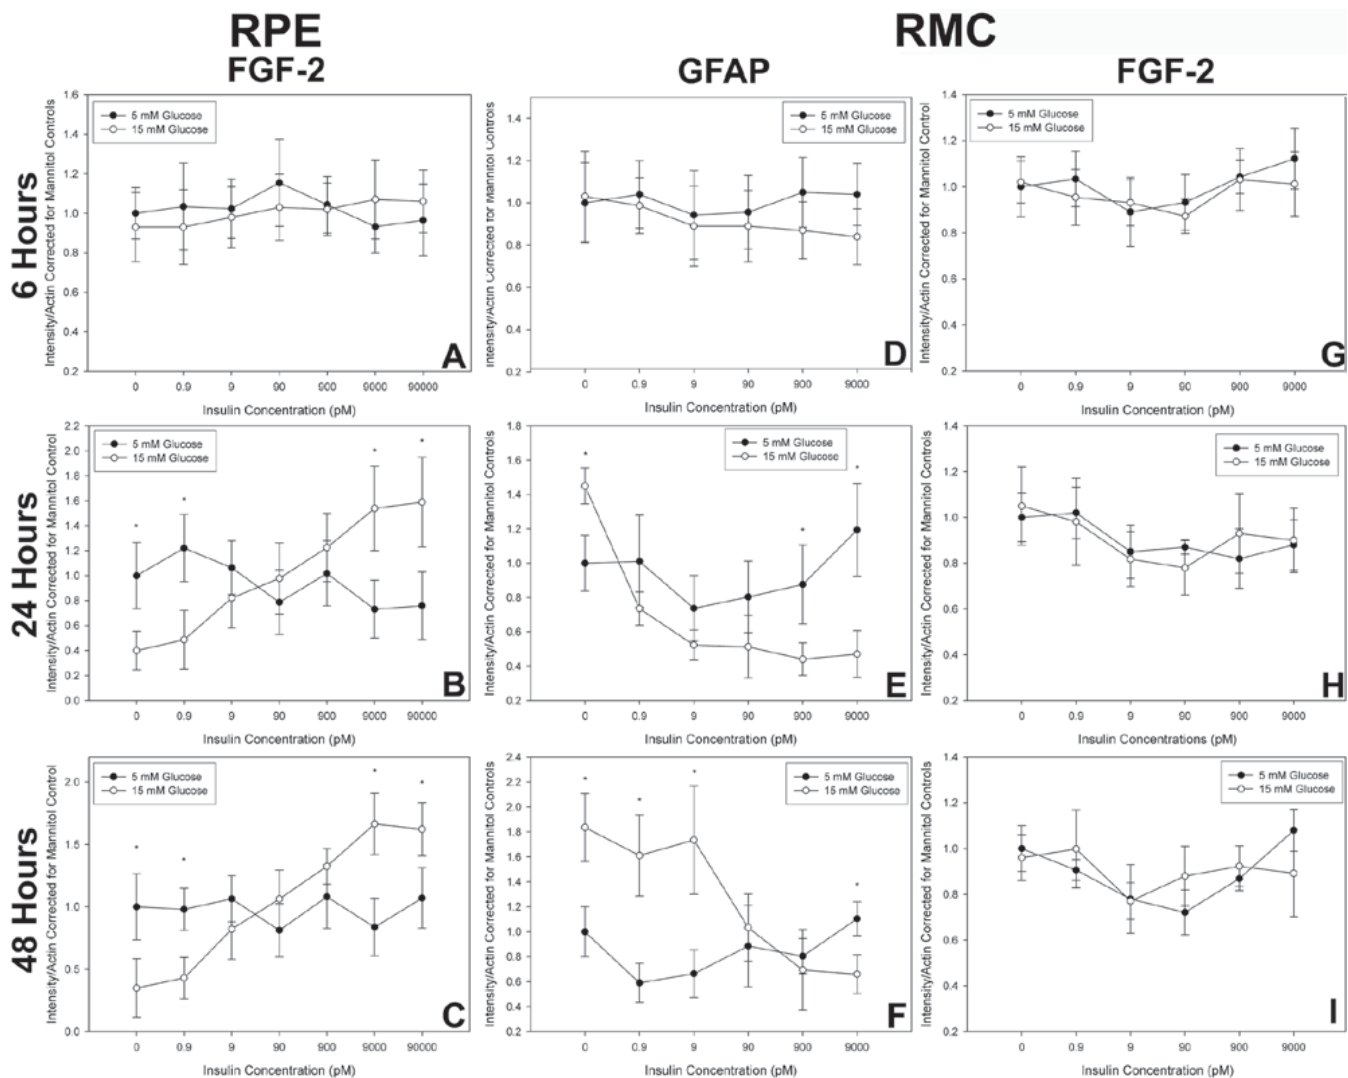 RPE
RMC
FGF-2
GFAP
FGF-2
6 Hours
Intensity/Actin Corrected for Mannitol Controls
1.6
1.4
1.2
1.0
0.8
0.6
0.4
0.2
5 mM Glucose
15 mM Glucose
A
0 0.9 9 90 900 9000 90000
Insulin Concentration (pM)
Intensity/Actin Corrected for Mannitol Controls
1.4
1.2
1.0
0.8
0.6
0.4
0.2
5 mM Glucose
15 mM Glucose
D
0 0.9 9 90 900 9000
Insulin Concentration (pM)
Intensity/Actin Corrected for Mannitol Control
1.4
1.2
1.0
0.8
0.6
0.4
0.2
5 mM Glucose
15 mM Glucose
G
0 0.9 9 90 900 9000
Insulin Concentration (pM)
24 Hours
Intensity/Actin Corrected for Mannitol Controls
2.2
2.0
1.8
1.6
1.4
1.2
1.0
0.8
0.6
0.4
0.2
0.0
5 mM Glucose
15 mM Glucose
* * * *
B
0 0.9 9 90 900 9000 90000
Insulin Concentration (pM)
Intensity/Actin Corrected for Mannitol Controls
1.8
1.6
1.4
1.2
1.0
0.8
0.6
0.4
0.2
5 mM Glucose
15 mM Glucose
* * *
E
0 0.9 9 90 900 9000
Insulin Concentration (pM)
Intensity/Actin Corrected for Mannitol Controls
1.4
1.2
1.0
0.8
0.6
0.4
0.2
5 mM Glucose
15 mM Glucose
H
0 0.9 9 90 900 9000
Insulin Concentrations (pM)
48 Hours
Intensity/Actin Corrected for Mannitol Controls
2.0
1.5
1.0
0.5
0.0
5 mM Glucose
15 mM Glucose
* * * *
C
0 0.9 9 90 900 9000 90000
Insulin Concentration (pM)
Intensity/Actin Corrected for Mannitol Controls
2.4
2.2
2.0
1.8
1.6
1.4
1.2
1.0
0.8
0.6
0.4
0.2
5 mM Glucose
15 mM Glucose
* * * *
F
0 0.9 9 90 900 9000
Insulin Concentration (pM)
Intensity/Actin Corrected for Mannitol Controls
1.4
1.2
1.0
0.8
0.6
0.4
0.2
5 mM Glucose
15 mM Glucose
I
0 0.9 9 90 900 9000
Insulin Concentration (pM)